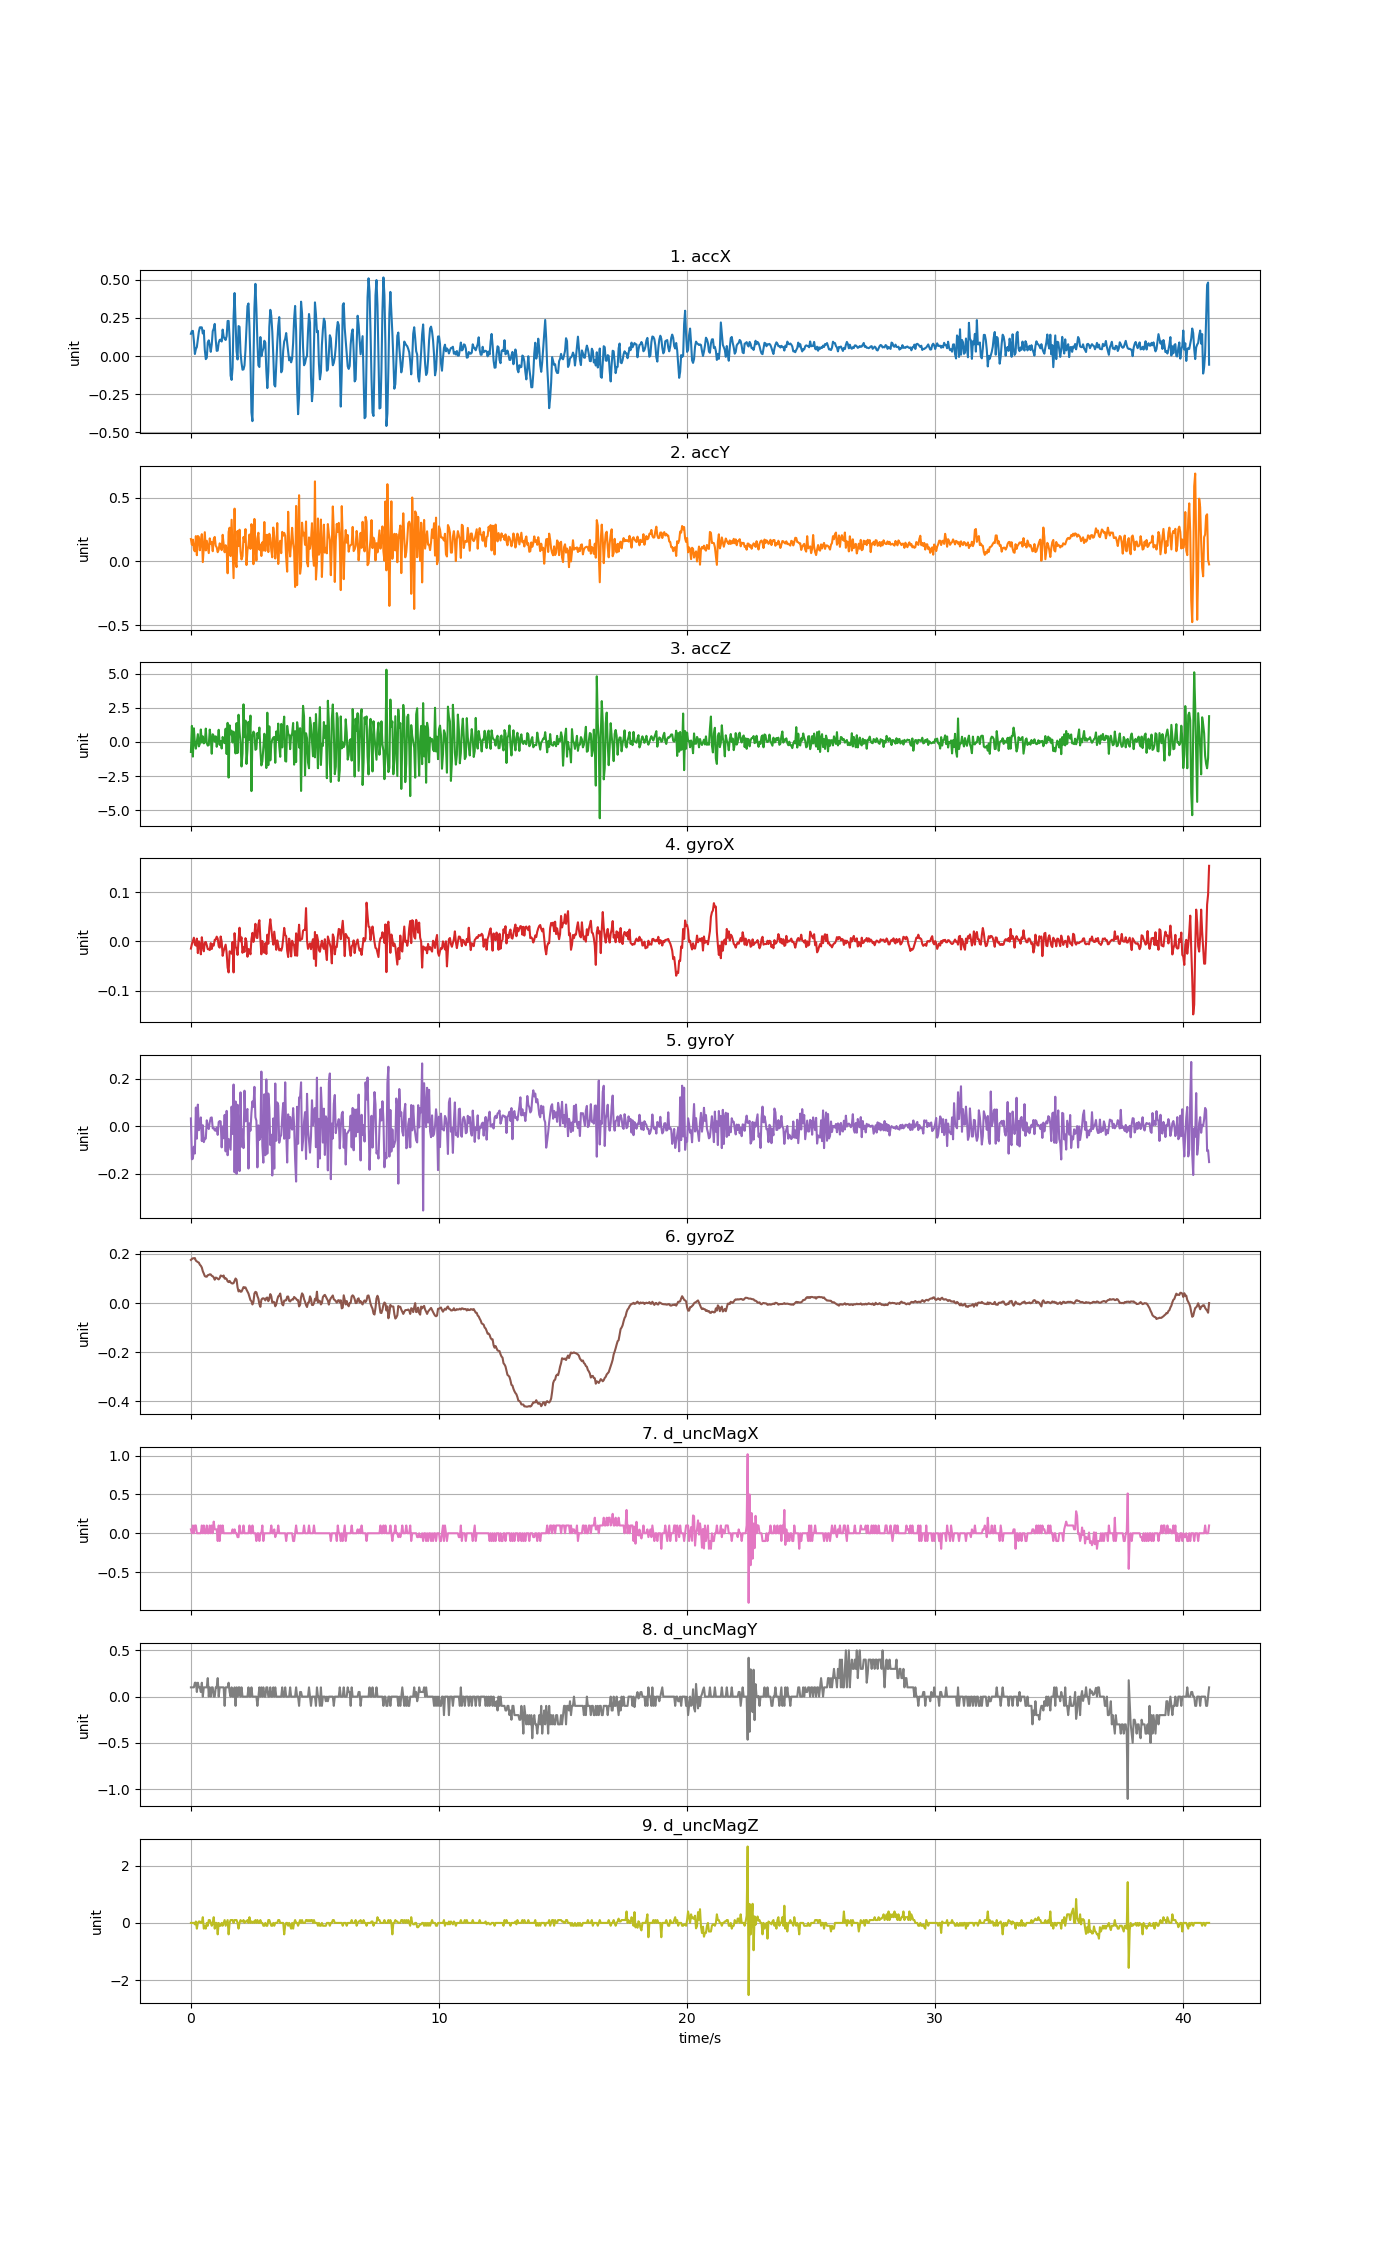 1. accX
0.50
0.25
0.00
−0.25
−0.50
unit
2. accY
0.5
0.0
−0.5
unit
3. accZ
5.0
2.5
0.0
−2.5
−5.0
unit
4. gyroX
0.1
0.0
−0.1
unit
5. gyroY
0.2
0.0
−0.2
unit
6. gyroZ
0.2
0.0
−0.2
−0.4
unit
7. d_uncMagX
1.0
0.5
0.0
−0.5
unit
8. d_uncMagY
0.5
0.0
−0.5
−1.0
unit
9. d_uncMagZ
2
0
−2
unit
0 10 20 30 40
time/s